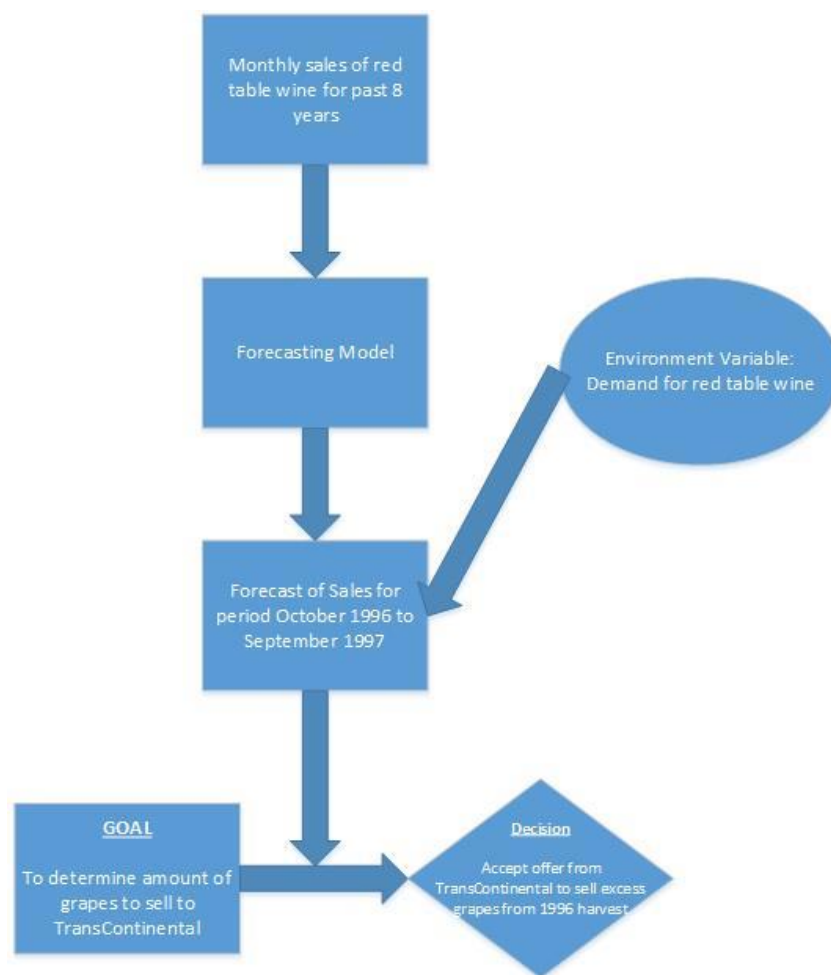 Monthly sales of red
table wine for past 8
years
Forecasting Model
Environment Variable:
Demand for red table wine
Forecast of Sales for
period October 1996 to
September 1997
GOAL
To determine amount of
grapes to sell to
TransContinental
Decision
Accept offer from
TransContinental to sell excess
grapes from 1996 harvest